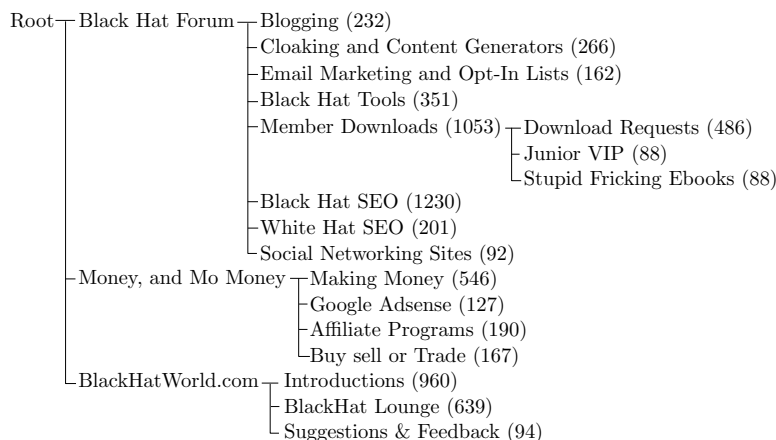 Root Black Hat Forum Blogging (232)
Cloaking and Content Generators (266)
Email Marketing and Opt-In Lists (162)
Black Hat Tools (351)
Member Downloads (1053) Download Requests (486)
Junior VIP (88)
Stupid Fricking Ebooks (88)
Black Hat SEO (1230)
White Hat SEO (201)
Social Networking Sites (92)
Money, and Mo Money Making Money (546)
Google Adsense (127)
Affiliate Programs (190)
Buy sell or Trade (167)
BlackHatWorld.com Introductions (960)
BlackHat Lounge (639)
Suggestions & Feedback (94)